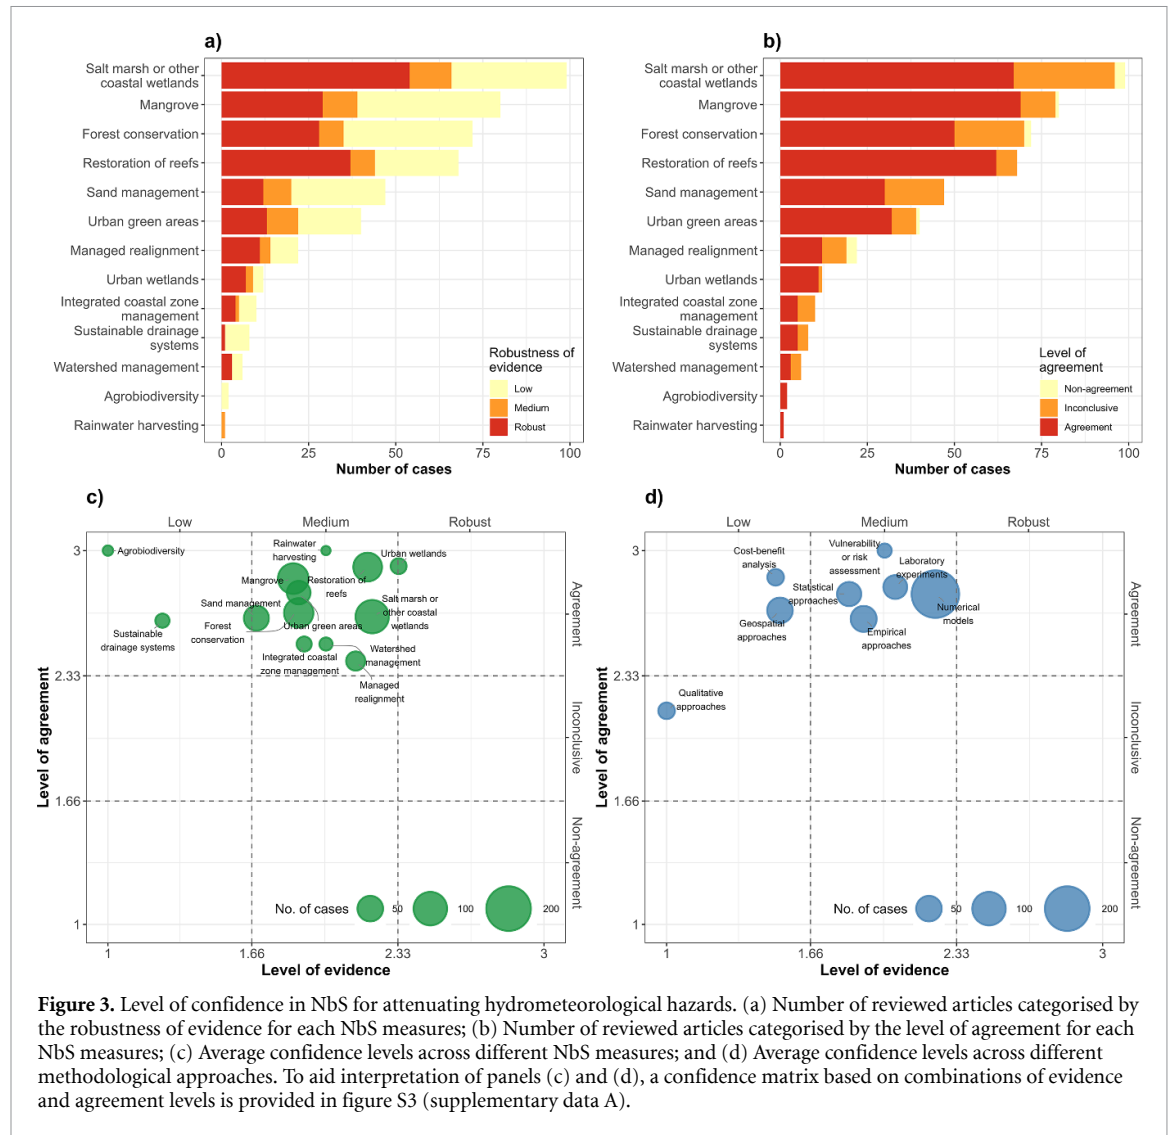 a)
Salt marsh or other
coastal wetlands
Mangrove
Forest conservation
Restoration of reefs
Sand management
Urban green areas
Managed realignment
Urban wetlands
Integrated coastal zone
management
Sustainable drainage
systems
Watershed management
Agrobiodiversity
Rainwater harvesting
Robustness of
evidence
Low
Medium
Robust
0 25 50 75 100
Number of cases
b)
Salt marsh or other
coastal wetlands
Mangrove
Forest conservation
Restoration of reefs
Sand management
Urban green areas
Managed realignment
Urban wetlands
Integrated coastal zone
management
Sustainable drainage
systems
Watershed management
Agrobiodiversity
Rainwater harvesting
Level of
agreement
Non-agreement
Inconclusive
Agreement
0 25 50 75 100
Number of cases
c)
Low Medium Robust
3
2.33
1.66
1
Level of agreement
Agrobiodiversity
Rainwater
harvesting
Urban wetlands
Mangrove
Restoration of
reefs
Sand management
Salt marsh or
other coastal
wetlands
Forest
conservation
Urban green areas
Sustainable
drainage systems
Integrated coastal
zone management
Watershed
management
Managed
realignment
Agreement
Inconclusive
Non-agreement
No. of cases 50 100 200
1 1.66 2.33 3
Level of evidence
d)
Low Medium Robust
3
2.33
1.66
1
Level of agreement
Cost-benefit
analysis
Vulnerability
or risk
assessment
Laboratory
experiments
Statistical
approaches
Numerical
models
Geospatial
approaches
Empirical
approaches
Qualitative
approaches
Agreement
Inconclusive
Non-agreement
No. of cases 50 100 200
1 1.66 2.33 3
Level of evidence
Figure 3. Level of confidence in NbS for attenuating hydrometeorological hazards. (a) Number of reviewed articles categorised by
the robustness of evidence for each NbS measures; (b) Number of reviewed articles categorised by the level of agreement for each
NbS measures; (c) Average confidence levels across different NbS measures; and (d) Average confidence levels across different
methodological approaches. To aid interpretation of panels (c) and (d), a confidence matrix based on combinations of evidence
and agreement levels is provided in figure S3 (supplementary data A).